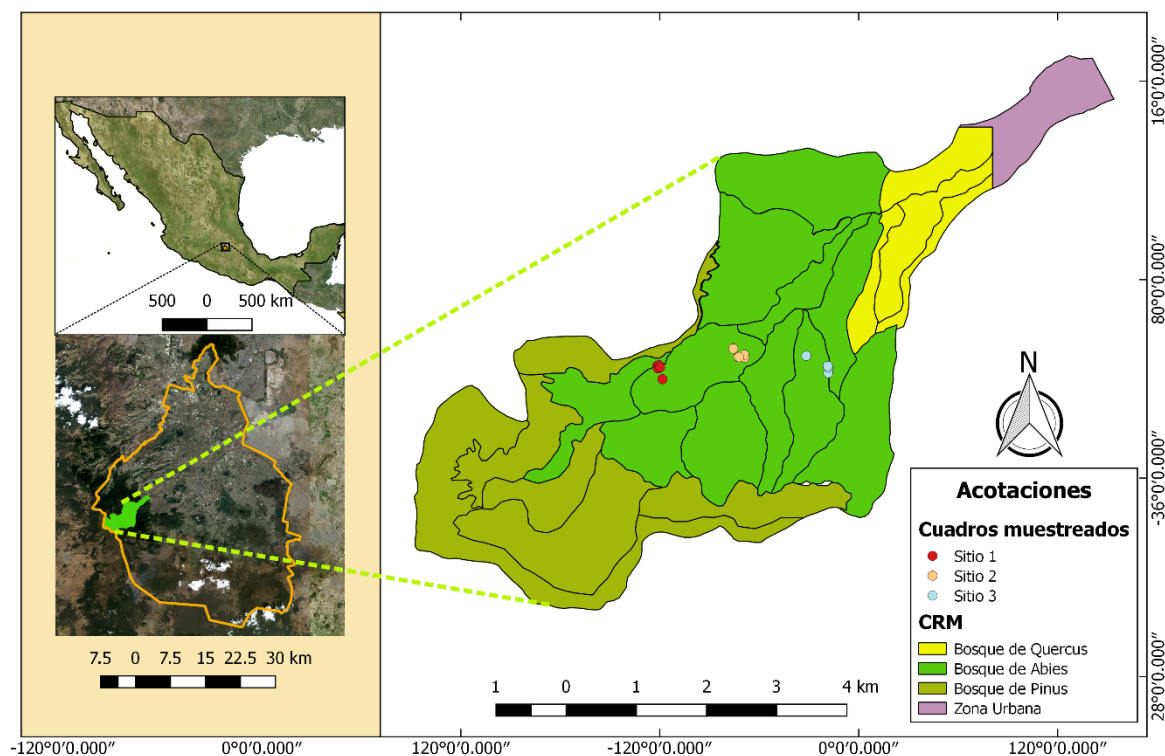 500 0 500 km
7.5 0 7.5 15 22.5 30 km
1 0 1 2 3 4 km
N
Acotaciones
Cuadros muestreados
Sitio 1
Sitio 2
Sitio 3
CRM
Bosque de Quercus
Bosque de Abies
Bosque de Pinus
Zona Urbana
16°0′0.000″
80°0′0.000″
-36°0′0.000″
28°0′0.000″
-120°0′0.000″ 0°0′0.000″ 120°0′0.000″ -120°0′0.000″ 0°0′0.000″ 120°0′0.000″